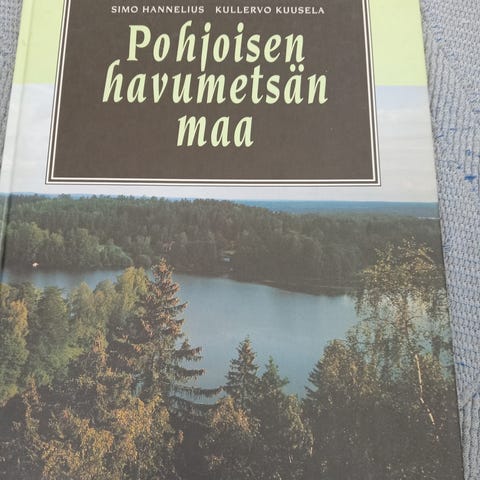 SIMO HANNELIUS KULLERVO KUUSELA
Pohjoisen
havumetsän
maa